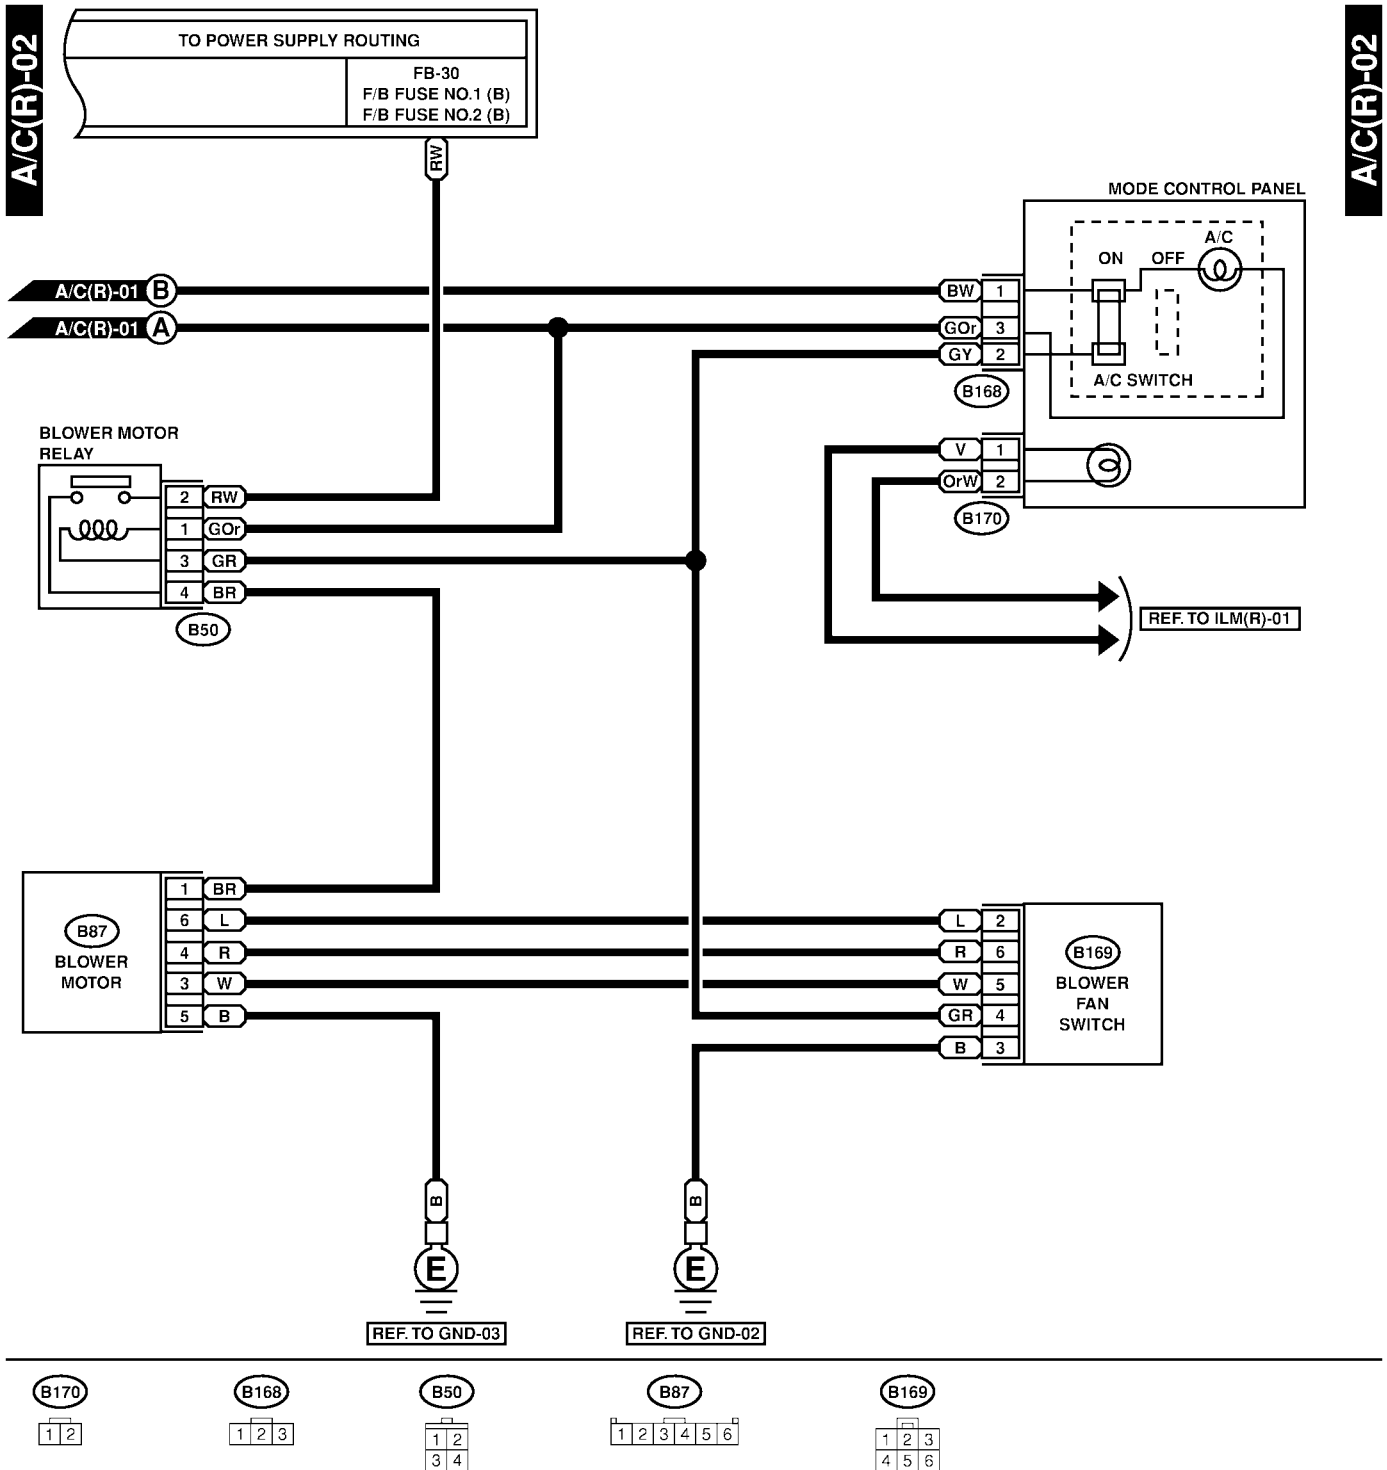 A/C(R)-02
A/C(R)-02
TO POWER SUPPLY ROUTING
FB-30
F/B FUSE NO.1 (B)
F/B FUSE NO.2 (B)
RW
MODE CONTROL PANEL
A/C
ON OFF
A/C(R)-01 B
BW 1
A/C(R)-01 A
GOr 3
GY 2
A/C SWITCH
B168
BLOWER MOTOR
RELAY
V 1
OrW 2
B170
2 RW
1 GOr
3 GR
4 BR
B50
REF. TO ILM(R)-01
1 BR
6 L
4 R
3 W
5 B
B87
BLOWER
MOTOR
L 2
R 6
W 5
GR 4
B 3
B169
BLOWER
FAN
SWITCH
B
B
E
E
REF. TO GND-03
REF. TO GND-02
B170
B168
B50
B87
B169
1 2
1 2 3
1 2
3 4
1 2 3 4 5 6
1 2 3
4 5 6